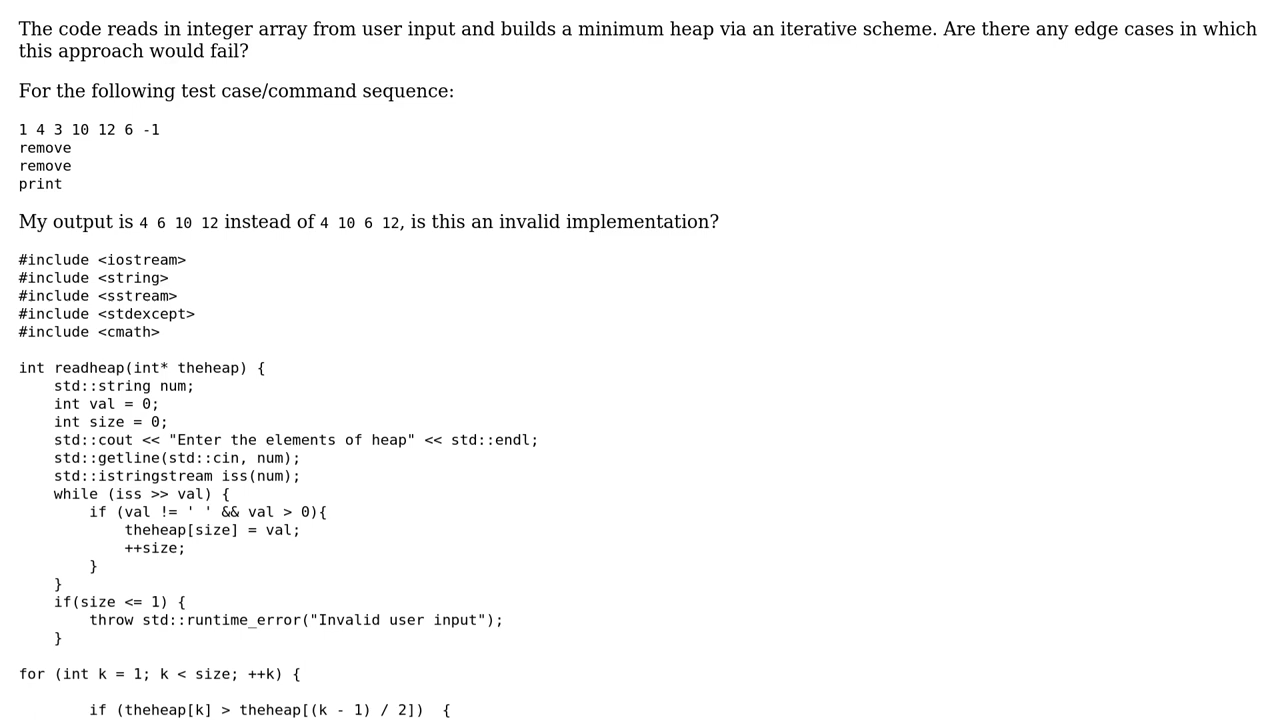 The code reads in integer array from user input and builds a minimum heap via an iterative scheme. Are there any edge cases in which
this approach would fail?
For the following test case/command sequence:
1 4 3 10 12 6 -1
remove
remove
print
My output is 4 6 10 12 instead of 4 10 6 12, is this an invalid implementation?
#include <iostream>
#include <string>
#include <sstream>
#include <stdexcept>
#include <cmath>
int readheap(int* theheap) {
    std::string num;
    int val = 0;
    int size = 0;
    std::cout << "Enter the elements of heap" << std::endl;
    std::getline(std::cin, num);
    std::istringstream iss(num);
    while (iss >> val) {
        if (val != ' ' && val > 0){
            theheap[size] = val;
            ++size;
        }
    }
    if(size <= 1) {
        throw std::runtime_error("Invalid user input");
    }
for (int k = 1; k < size; ++k) {
        if (theheap[k] > theheap[(k - 1) / 2])  {